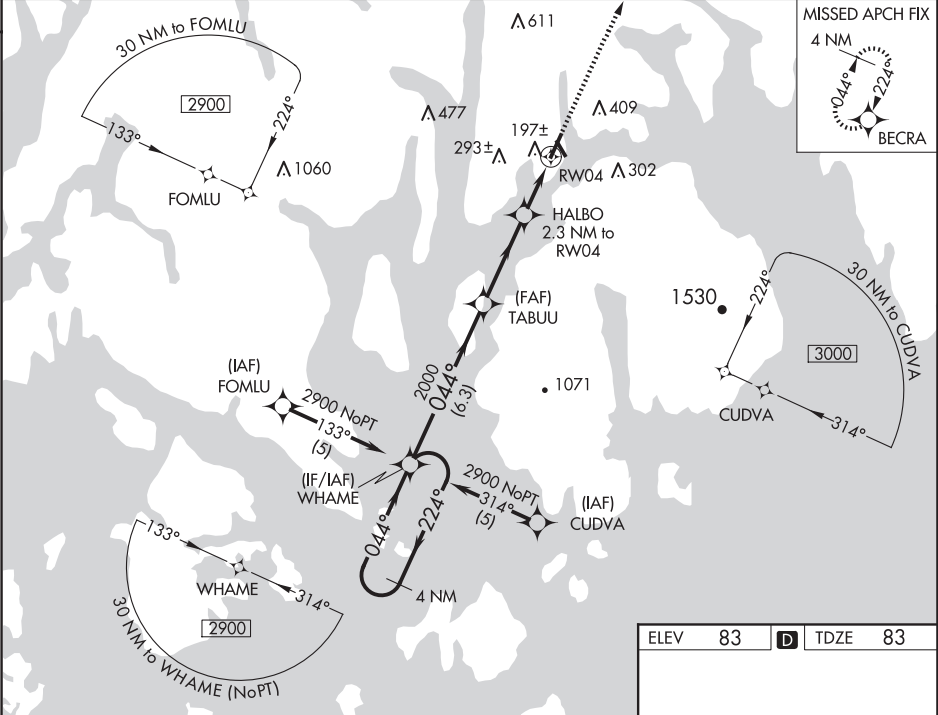 30 NM to FOMLU
2900
133°
224°
FOMLU
1060
611
477
409
197±
293±
RW04
302
MISSED APCH FIX
4 NM
044°
224°
BECRA
HALBO
2.3 NM to
RW04
(FAF)
TABUU
1530
224°
30 NM to CUDVA
3000
CUDVA
314°
1071
(IAF)
FOMLU
2900 NoPT
133°
(5)
2000
044°
(6.3)
(IF/IAF)
WHAME
2900 NoPT
314°
(5)
(IAF)
CUDVA
044°
224°
4 NM
133°
WHAME
314°
2900
30 NM to WHAME (NoPT)
ELEV 83 D TDZE 83